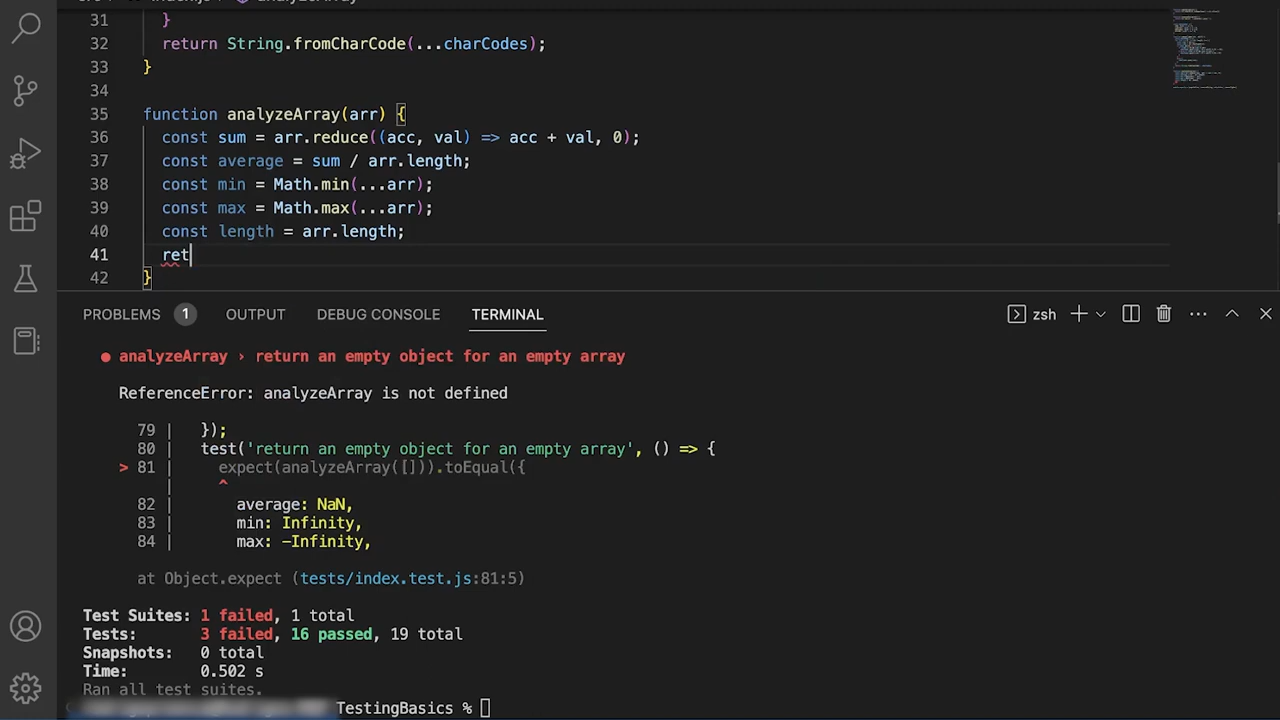 31 }
32 return String.fromCharCode(...charCodes);
33 }
34
35 function analyzeArray(arr) {
36 const sum = arr.reduce((acc, val) => acc + val, 0);
37 const average = sum / arr.length;
38 const min = Math.min(...arr);
39 const max = Math.max(...arr);
40 const length = arr.length;
41 ret
42 }
PROBLEMS 1 OUTPUT DEBUG CONSOLE TERMINAL zsh
● analyzeArray › return an empty object for an empty array
ReferenceError: analyzeArray is not defined
79 | });
80 | test('return an empty object for an empty array', () => {
> 81 | expect(analyzeArray([])).toEqual({
| ^
82 | average: NaN,
83 | min: Infinity,
84 | max: -Infinity,
at Object.expect (tests/index.test.js:81:5)
Test Suites: 1 failed, 1 total
Tests: 3 failed, 16 passed, 19 total
Snapshots: 0 total
Time: 0.502 s
Ran all test suites.
TestingBasics %